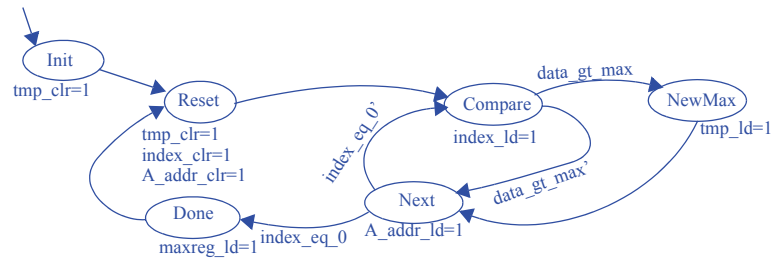 Init
tmp_clr=1
Reset
tmp_clr=1
index_clr=1
A_addr_clr=1
Compare
index_ld=1
data_gt_max
NewMax
tmp_ld=1
index_eq_0’
data_gt_max’
Next
A_addr_ld=1
index_eq_0
Done
maxreg_ld=1